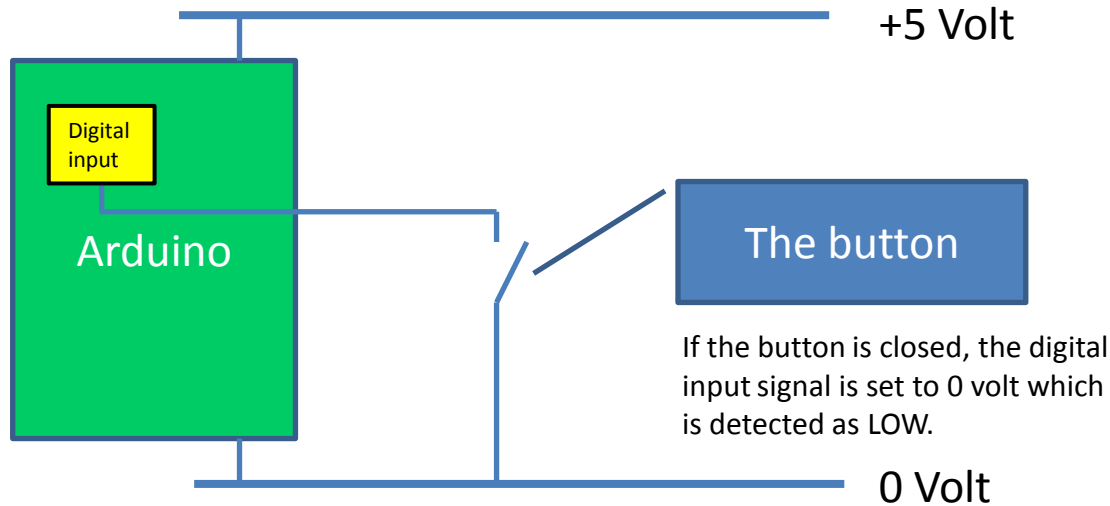 +5 Volt
Digital
input
Arduino
The button
If the button is closed, the digital
input signal is set to 0 volt which
is detected as LOW.
0 Volt